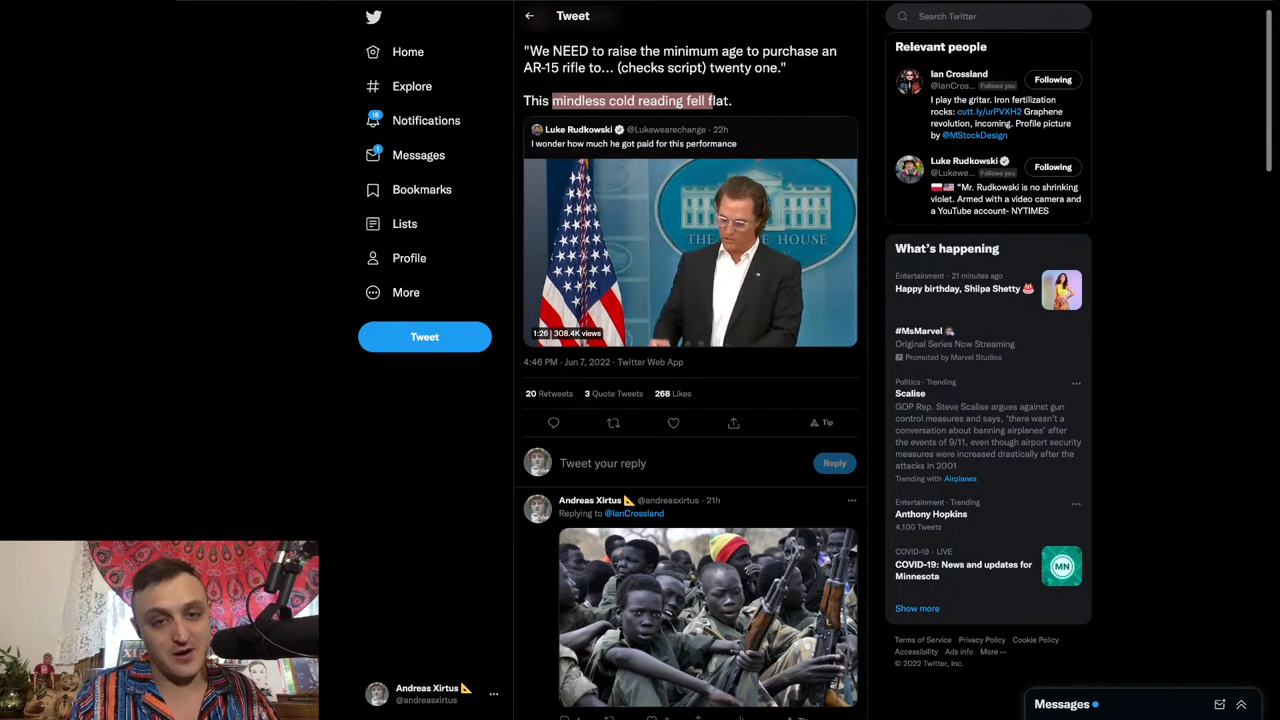 Home
Explore
16
Notifications
1
Messages
Bookmarks
Lists
Profile
More
Tweet
Andreas Xirtus
@andreasxirtus
Tweet
"We NEED to raise the minimum age to purchase an
AR-15 rifle to... (checks script) twenty one."
This mindless cold reading fell flat.
Luke Rudkowski @Lukewearechange · 22h
I wonder how much he got paid for this performance
THE WHITE HOUSE
1:26 | 308.4K views
4:46 PM · Jun 7, 2022 · Twitter Web App
20 Retweets 3 Quote Tweets 268 Likes
Tip
Tweet your reply
Reply
Andreas Xirtus @andreasxirtus · 21h
Replying to @IanCrossland
Search Twitter
Relevant people
Ian Crossland
@IanCros... Follows you
Following
I play the gritar. Iron fertilization
rocks: cutt.ly/urPVXH2 Graphene
revolution, incoming. Profile picture
by @MStockDesign
Luke Rudkowski
@Lukewe... Follows you
Following
"Mr. Rudkowski is no shrinking
violet. Armed with a video camera and
a YouTube account- NYTIMES
What's happening
Entertainment · 21 minutes ago
Happy birthday, Shilpa Shetty
#MsMarvel
Original Series Now Streaming
Promoted by Marvel Studios
Politics · Trending
Scalise
GOP Rep. Steve Scalise argues against gun
control measures and says, 'there wasn't a
conversation about banning airplanes' after
the events of 9/11, even though airport security
measures were increased drastically after the
attacks in 2001
Trending with Airplanes
Entertainment · Trending
Anthony Hopkins
4,100 Tweets
COVID-19 · LIVE
COVID-19: News and updates for
Minnesota
MN
Show more
Terms of Service Privacy Policy Cookie Policy
Accessibility Ads info More ···
© 2022 Twitter, Inc.
Messages